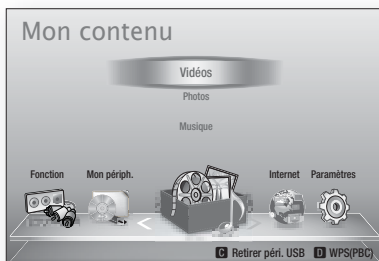 Mon contenu
Vidéos
Photos
Musique
Fonction Mon périph. Internet Paramètres
C Retirer péri. USB D WPS(PBC)